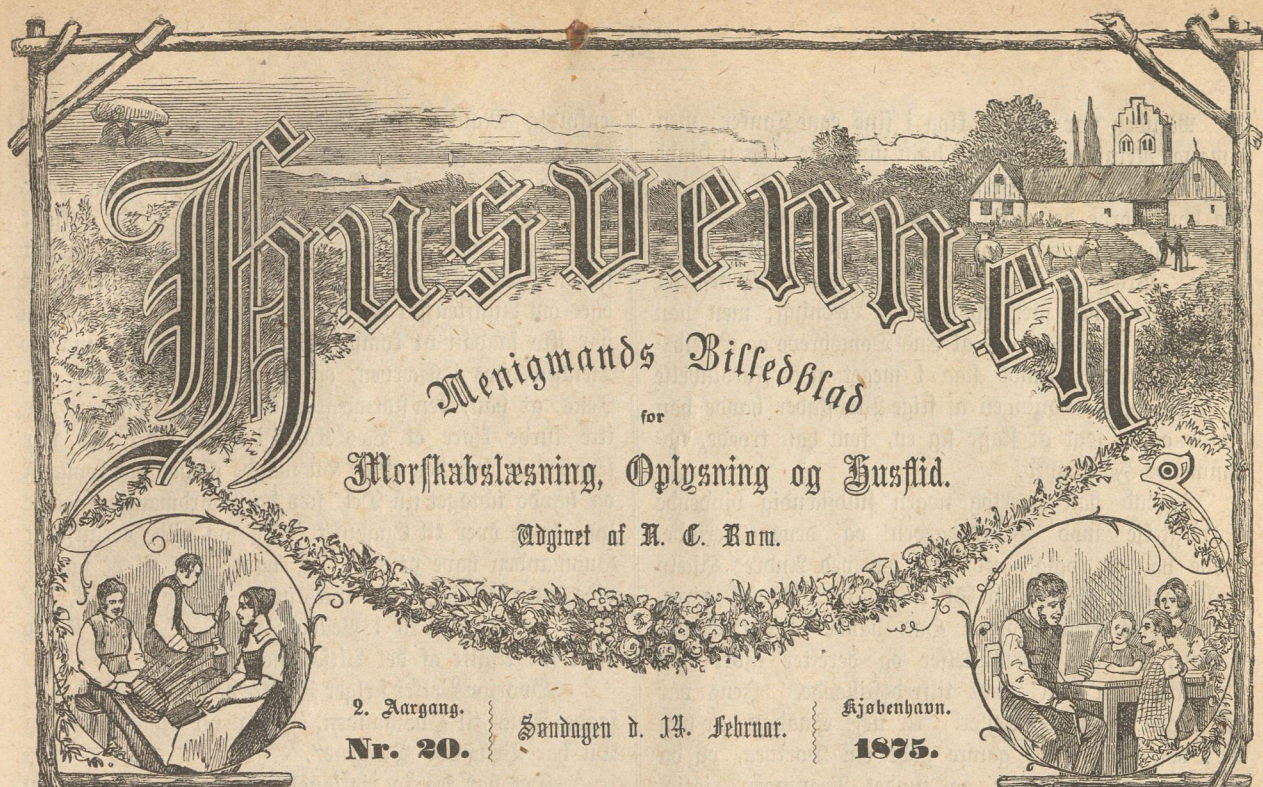 Husvennen
Menigmands Billedblad
for
Morskabslæsning, Oplysning og Husflid.
Udgivet af N. C. Rom.
2. Aargang.
Nr. 20.
Søndagen d. 14. Februar.
Kjøbenhavn.
1875.